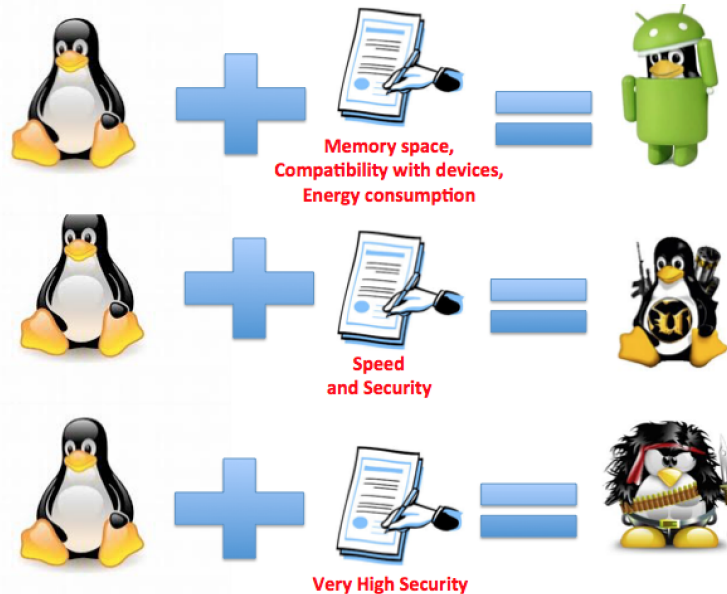 Memory space,
Compatibility with devices,
Energy consumption
Speed
and Security
Very High Security